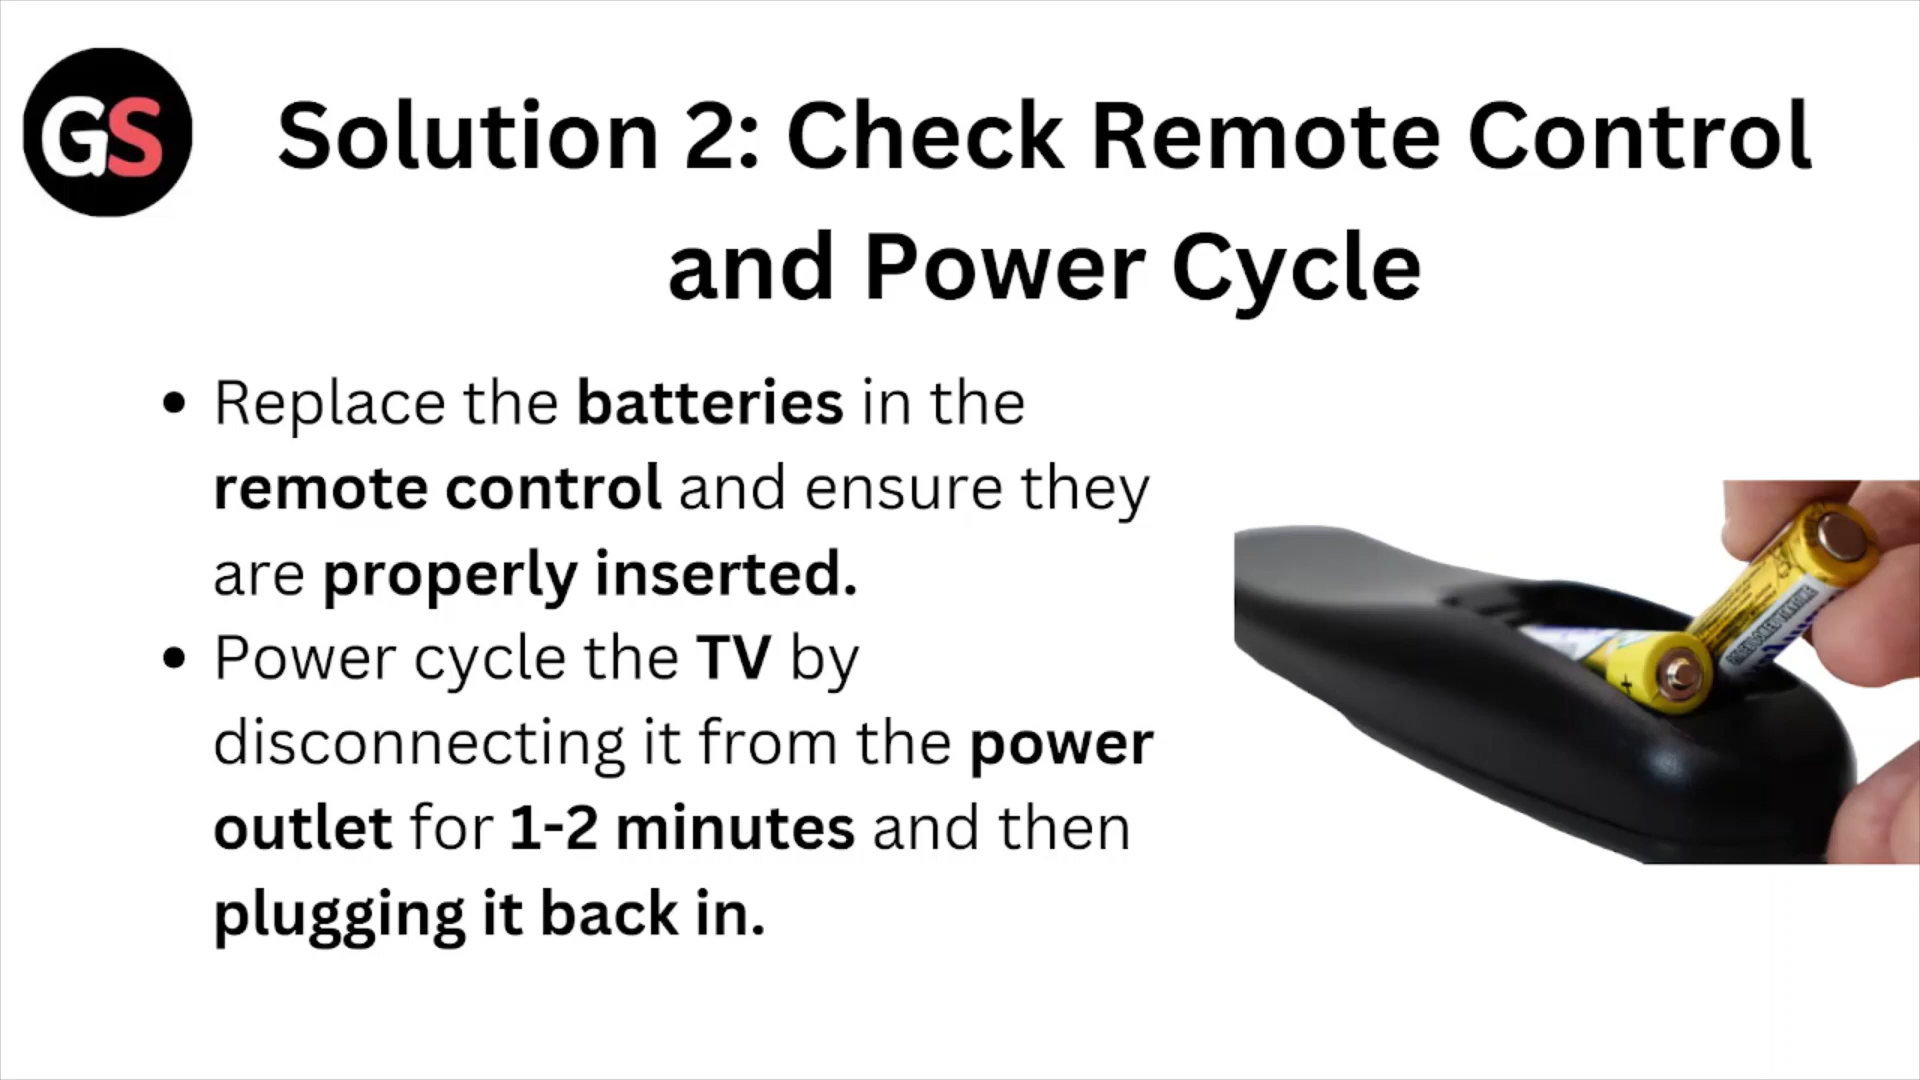 GS
Solution 2: Check Remote Control
and Power Cycle
• Replace the batteries in the
remote control and ensure they
are properly inserted.
• Power cycle the TV by
disconnecting it from the power
outlet for 1-2 minutes and then
plugging it back in.